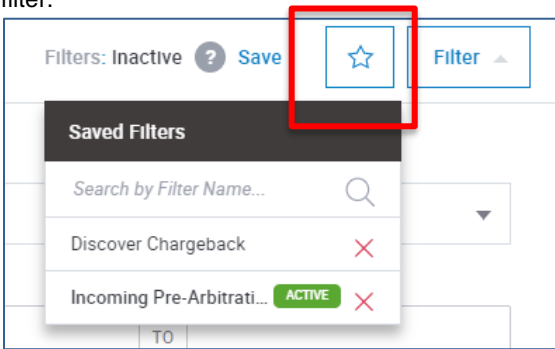 filter.
Filters: Inactive ? Save Filter
Saved Filters
Search by Filter Name...
Discover Chargeback
Incoming Pre-Arbitrati... ACTIVE
TO